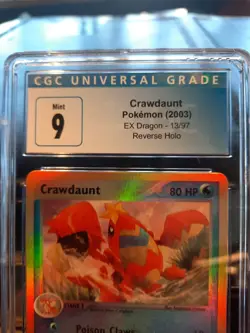 CGC UNIVERSAL GRADE
Mint
9
Crawdaunt
Pokémon (2003)
EX Dragon - 13/97
Reverse Holo
Crawdaunt
80 HP
Poison Claws